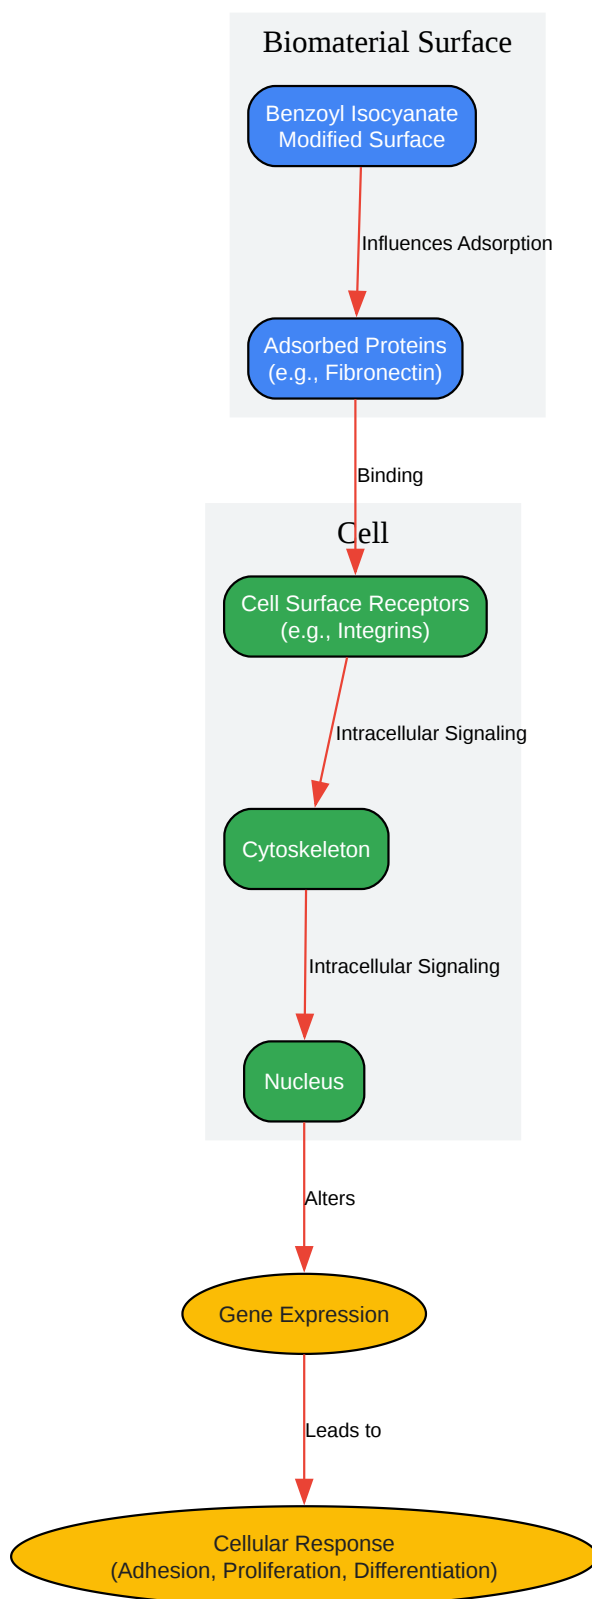 Biomaterial Surface
Benzoyl Isocyanate
Modified Surface
Influences Adsorption
Adsorbed Proteins
(e.g., Fibronectin)
Binding
Cell
Cell Surface Receptors
(e.g., Integrins)
Intracellular Signaling
Cytoskeleton
Intracellular Signaling
Nucleus
Alters
Gene Expression
Leads to
Cellular Response
(Adhesion, Proliferation, Differentiation)